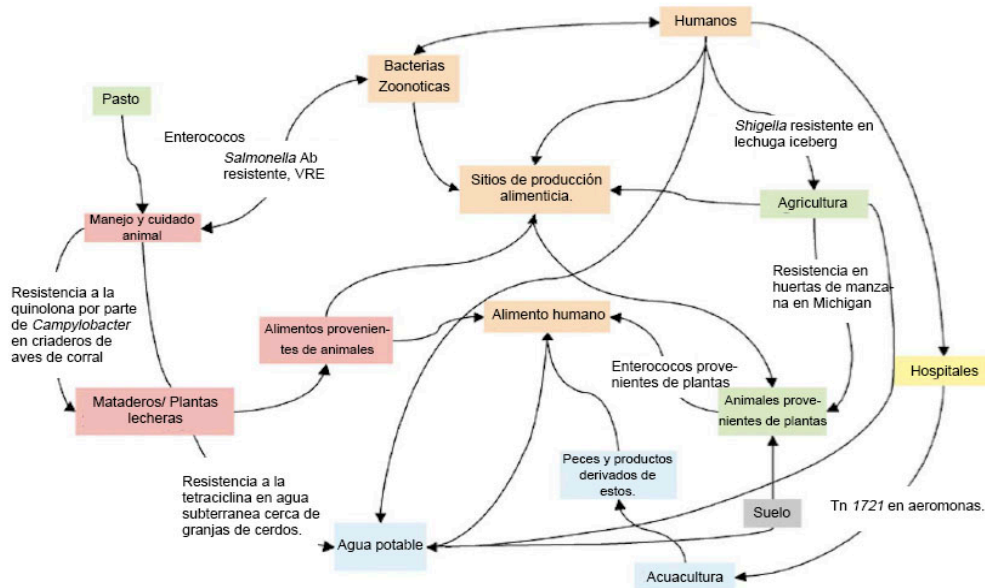 Humanos
Bacterias
Zoonoticas
Pasto
Enterococos
Salmonella Ab
resistente, VRE
Shigella resistente en
lechuga iceberg
Sitios de producción
alimenticia.
Agricultura
Manejo y cuidado
animal
Resistencia a la
quinolona por parte
de Campylobacter
en criaderos de
aves de corral
Resistencia en
huertas de manza-
na en Michigan
Alimentos provenien-
tes de animales
Alimento humano
Enterococos prove-
nientes de plantas
Hospitales
Mataderos/ Plantas
lecheras
Animales prove-
nientes de plantas
Resistencia a la
tetraciclina en agua
subterranea cerca de
granjas de cerdos.
Peces y productos
derivados de
estos.
Suelo
Tn 1721 en aeromonas.
Agua potable
Acuacultura